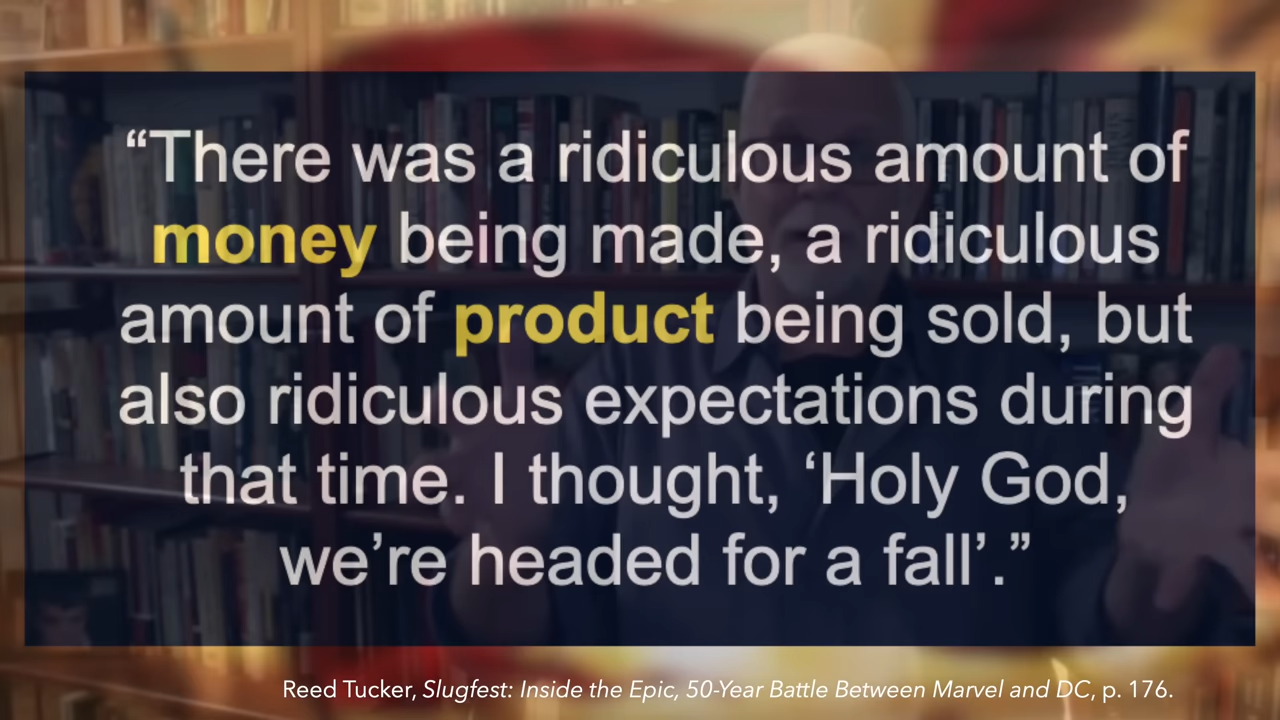 “There was a ridiculous amount of
money being made, a ridiculous
amount of product being sold, but
also ridiculous expectations during
that time. I thought, ‘Holy God,
we’re headed for a fall’.”
Reed Tucker, Slugfest: Inside the Epic, 50-Year Battle Between Marvel and DC, p. 176.